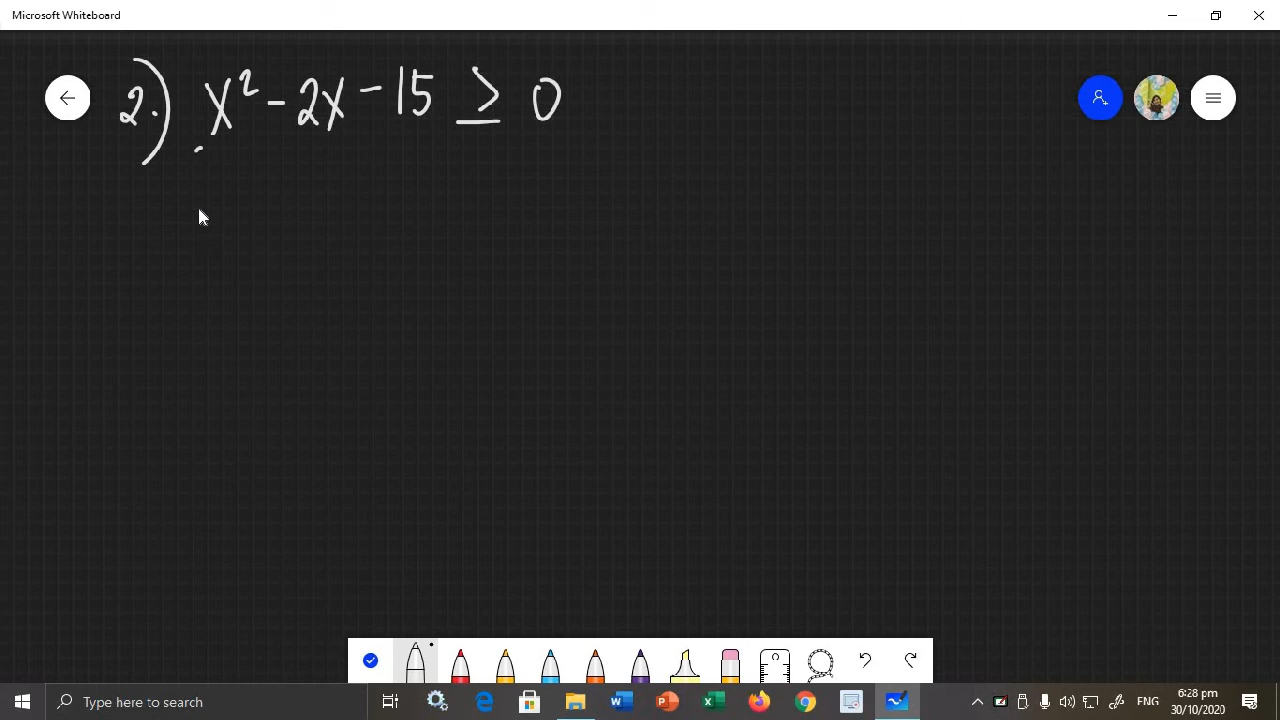 Microsoft Whiteboard
2.) x² - 2x - 15 ≥ 0
Type here to search
ENG
6:28 pm
30/10/2020